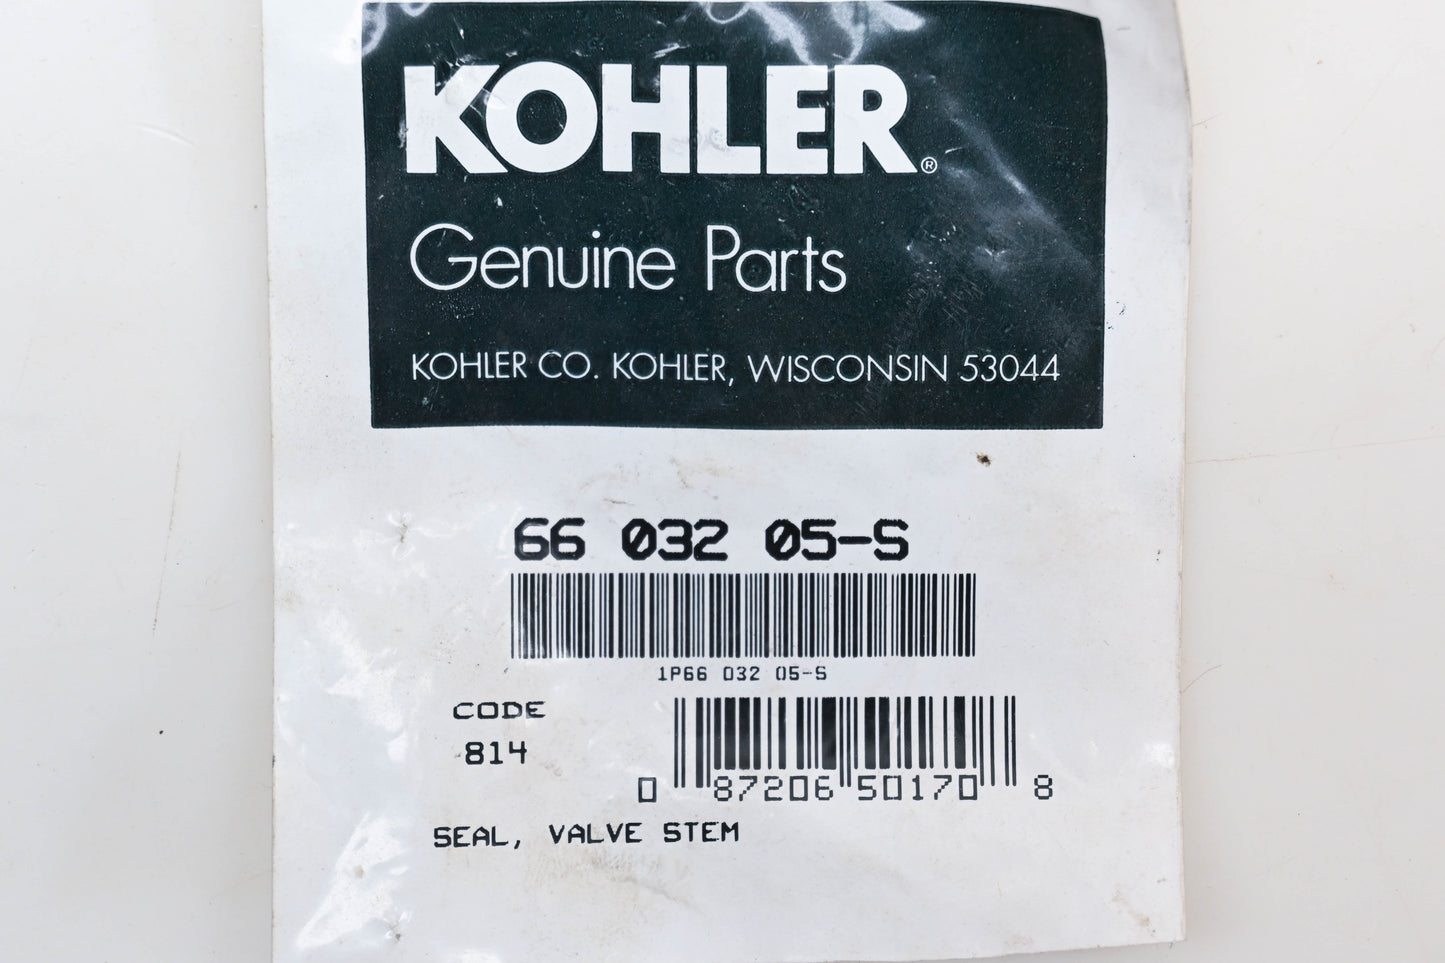 KOHLER®
Genuine Parts
KOHLER CO. KOHLER, WISCONSIN 53044
66 032 05-S
1P66 032 05-S
CODE
814
0 87206 50170 8
SEAL, VALVE STEM